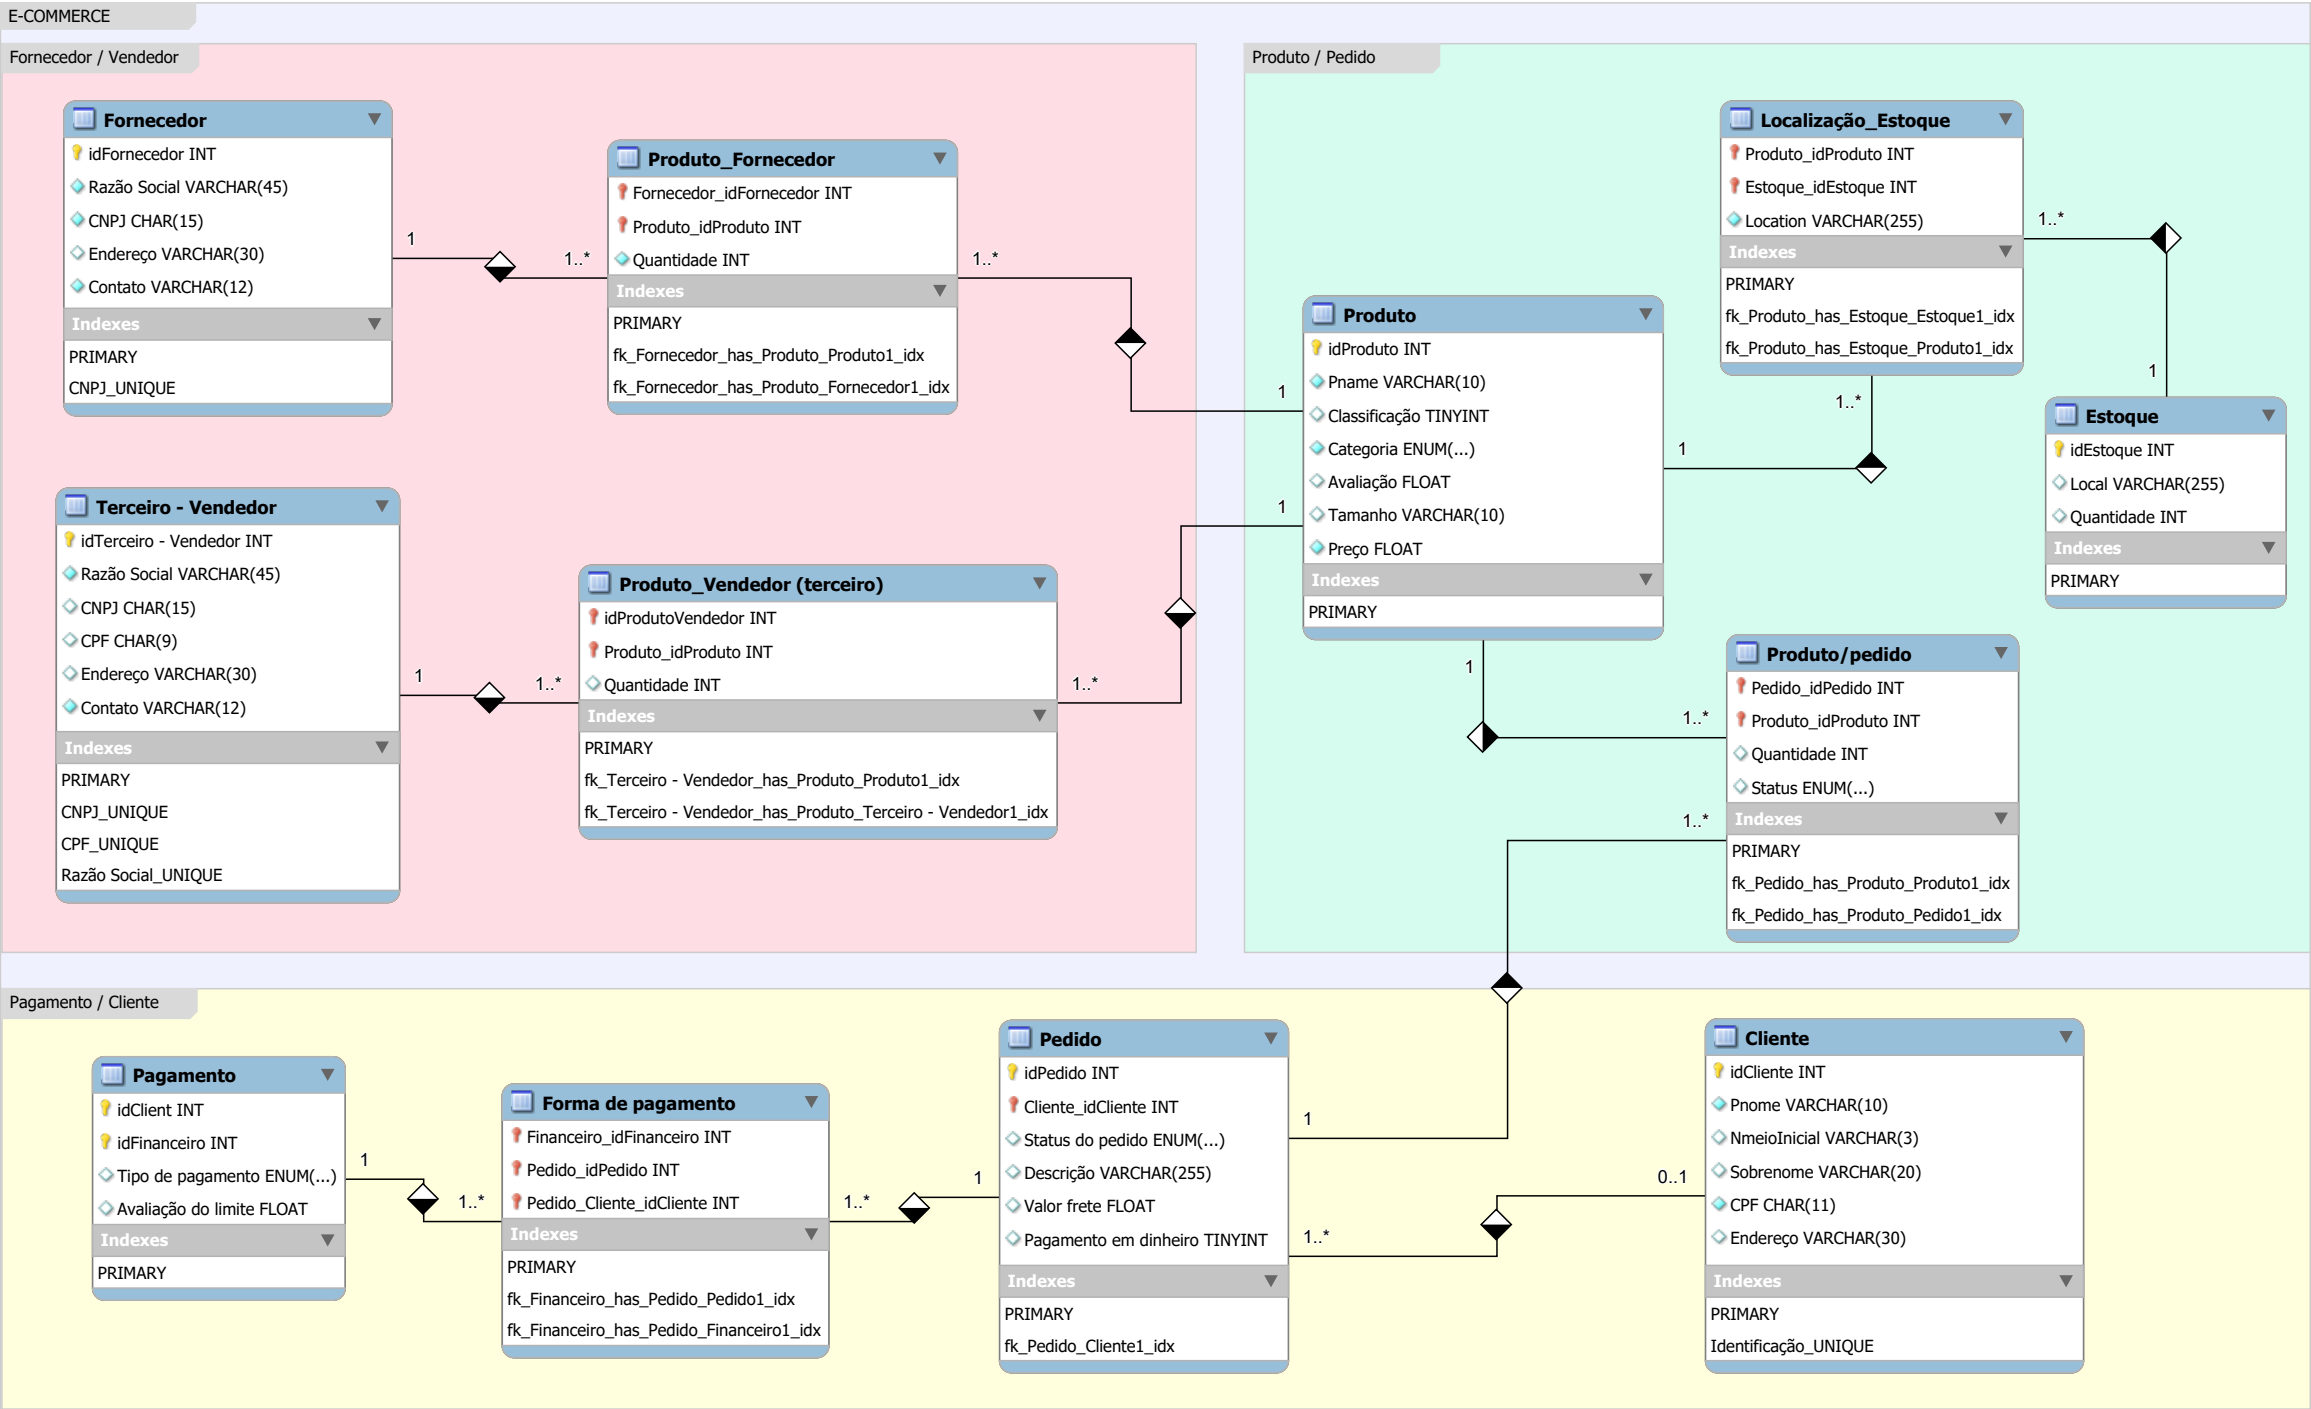 E-COMMERCE
Fornecedor / Vendedor
Fornecedor
idFornecedor INT
Razão Social VARCHAR(45)
CNPJ CHAR(15)
Endereço VARCHAR(30)
Contato VARCHAR(12)
Indexes
PRIMARY
CNPJ_UNIQUE
1
1..*
Produto_Fornecedor
Fornecedor_idFornecedor INT
Produto_idProduto INT
Quantidade INT
Indexes
PRIMARY
fk_Fornecedor_has_Produto_Produto1_idx
fk_Fornecedor_has_Produto_Fornecedor1_idx
1..*
1
Terceiro - Vendedor
idTerceiro - Vendedor INT
Razão Social VARCHAR(45)
CNPJ CHAR(15)
CPF CHAR(9)
Endereço VARCHAR(30)
Contato VARCHAR(12)
Indexes
PRIMARY
CNPJ_UNIQUE
CPF_UNIQUE
Razão Social_UNIQUE
1
1..*
Produto_Vendedor (terceiro)
idProdutoVendedor INT
Produto_idProduto INT
Quantidade INT
Indexes
PRIMARY
fk_Terceiro - Vendedor_has_Produto_Produto1_idx
fk_Terceiro - Vendedor_has_Produto_Terceiro - Vendedor1_idx
1..*
1
Produto / Pedido
Produto
idProduto INT
Pname VARCHAR(10)
Classificação TINYINT
Categoria ENUM(...)
Avaliação FLOAT
Tamanho VARCHAR(10)
Preço FLOAT
Indexes
PRIMARY
1
1..*
Localização_Estoque
Produto_idProduto INT
Estoque_idEstoque INT
Location VARCHAR(255)
Indexes
PRIMARY
fk_Produto_has_Estoque_Estoque1_idx
fk_Produto_has_Estoque_Produto1_idx
1..*
1
Estoque
idEstoque INT
Local VARCHAR(255)
Quantidade INT
Indexes
PRIMARY
1
1..*
Produto/pedido
Pedido_idPedido INT
Produto_idProduto INT
Quantidade INT
Status ENUM(...)
Indexes
PRIMARY
fk_Pedido_has_Produto_Produto1_idx
fk_Pedido_has_Produto_Pedido1_idx
1..*
Pagamento / Cliente
Pagamento
idClient INT
idFinanceiro INT
Tipo de pagamento ENUM(...)
Avaliação do limite FLOAT
Indexes
PRIMARY
1
1..*
Forma de pagamento
Financeiro_idFinanceiro INT
Pedido_idPedido INT
Pedido_Cliente_idCliente INT
Indexes
PRIMARY
fk_Financeiro_has_Pedido_Pedido1_idx
fk_Financeiro_has_Pedido_Financeiro1_idx
1..*
1
Pedido
idPedido INT
Cliente_idCliente INT
Status do pedido ENUM(...)
Descrição VARCHAR(255)
Valor frete FLOAT
Pagamento em dinheiro TINYINT
Indexes
PRIMARY
fk_Pedido_Cliente1_idx
1
1..*
0..1
Cliente
idCliente INT
Pnome VARCHAR(10)
NmeioInicial VARCHAR(3)
Sobrenome VARCHAR(20)
CPF CHAR(11)
Endereço VARCHAR(30)
Indexes
PRIMARY
Identificação_UNIQUE